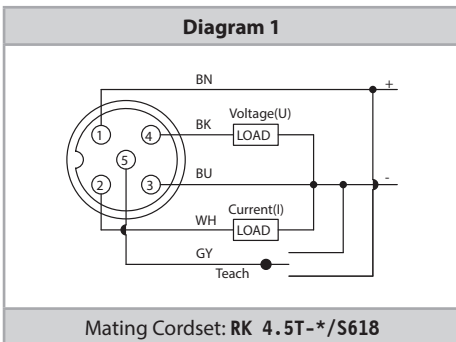 Diagram 1
BN
+
Voltage(U)
BK
LOAD
1
4
5
BU
-
2
3
Current(I)
WH
LOAD
GY
Teach
Mating Cordset: RK 4.5T-*/S618